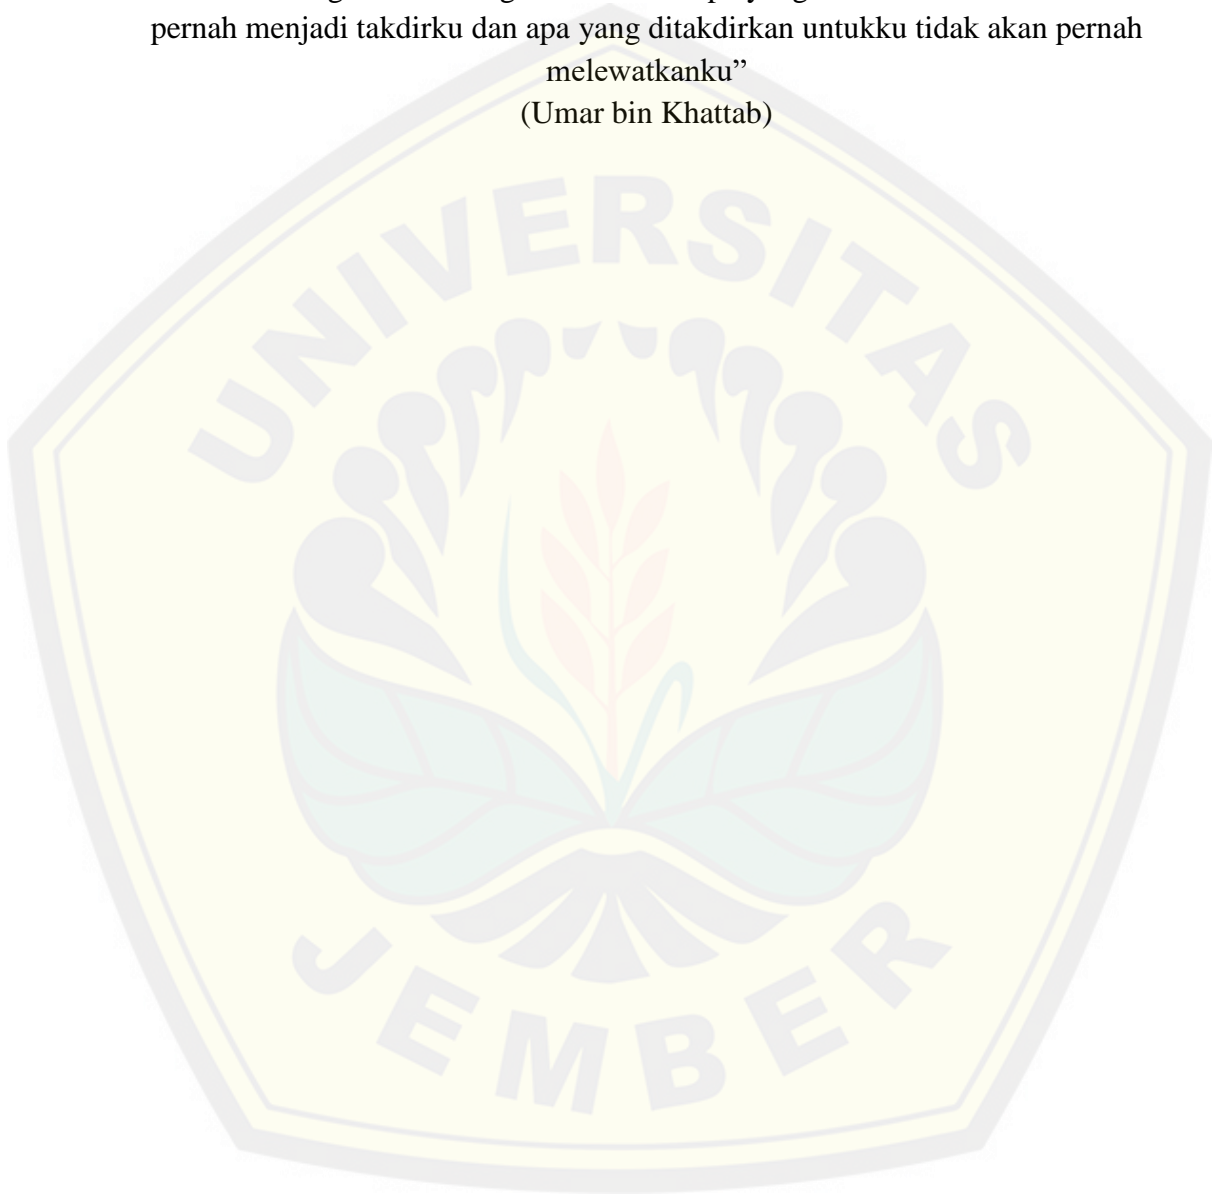 pernah menjadi takdirku dan apa yang ditakdirkan untukku tidak akan pernah
melewatkanku”
(Umar bin Khattab)
UNIVERSITAS
JEMBER